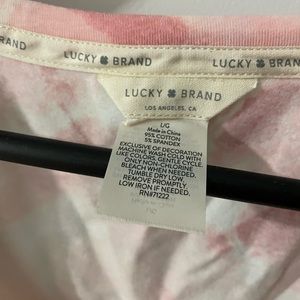 LUCKY BRAND
LUCKY BRAND
LUCKY BRAND
LOS ANGELES, CA
L/G
Made in China
95% COTTON
5% SPANDEX
EXCLUSIVE OF DECORATION
MACHINE WASH COLD WITH
LIKE COLORS, GENTLE CYCLE.
ONLY NON-CHLORINE
BLEACH WHEN NEEDED.
TUMBLE DRY LOW
REMOVE PROMPTLY
LOW IRON IF NEEDED.
RN#71222